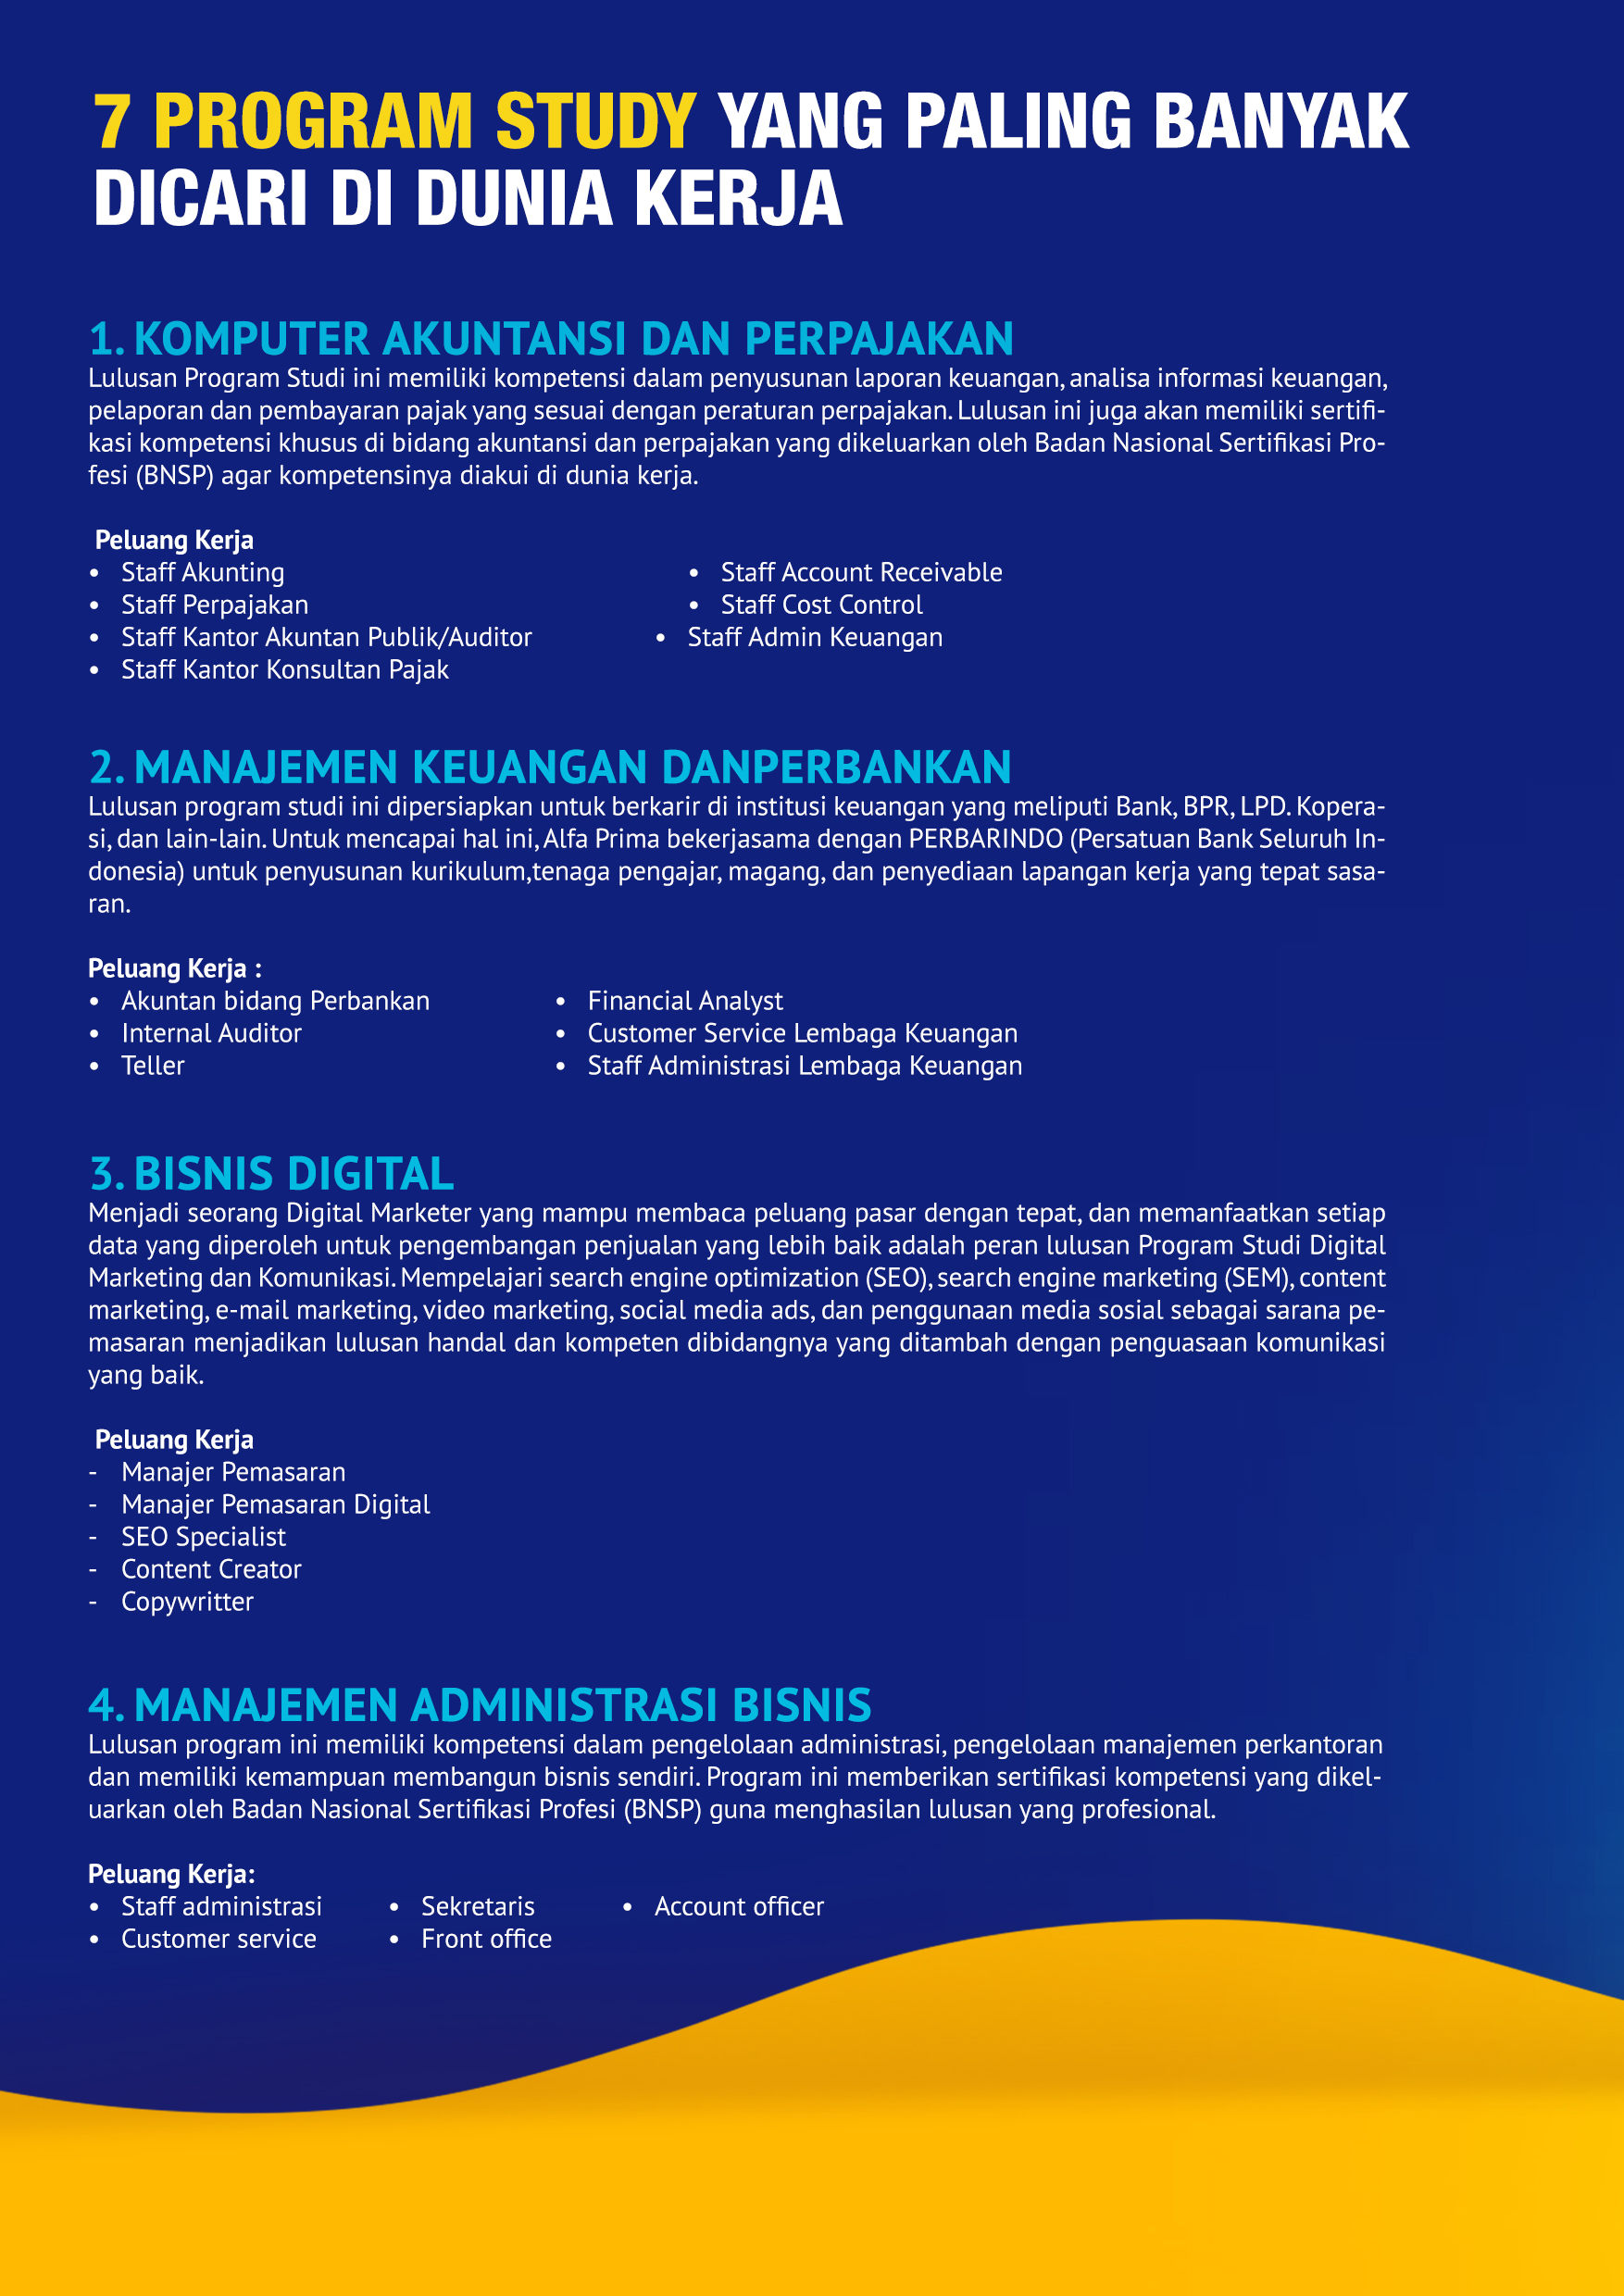 7 PROGRAM STUDY YANG PALING BANYAK
DICARI DI DUNIA KERJA
1. KOMPUTER AKUNTANSI DAN PERPAJAKAN
Lulusan Program Studi ini memiliki kompetensi dalam penyusunan laporan keuangan, analisa informasi keuangan,
pelaporan dan pembayaran pajak yang sesuai dengan peraturan perpajakan. Lulusan ini juga akan memiliki sertifi-
kasi kompetensi khusus di bidang akuntansi dan perpajakan yang dikeluarkan oleh Badan Nasional Sertifikasi Pro-
fesi (BNSP) agar kompetensinya diakui di dunia kerja.
Peluang Kerja
• Staff Akunting
• Staff Perpajakan
• Staff Kantor Akuntan Publik/Auditor
• Staff Kantor Konsultan Pajak
• Staff Account Receivable
• Staff Cost Control
• Staff Admin Keuangan
2. MANAJEMEN KEUANGAN DANPERBANKAN
Lulusan program studi ini dipersiapkan untuk berkarir di institusi keuangan yang meliputi Bank, BPR, LPD. Kopera-
si, dan lain-lain. Untuk mencapai hal ini, Alfa Prima bekerjasama dengan PERBARINDO (Persatuan Bank Seluruh In-
donesia) untuk penyusunan kurikulum,tenaga pengajar, magang, dan penyediaan lapangan kerja yang tepat sasa-
ran.
Peluang Kerja :
• Akuntan bidang Perbankan
• Internal Auditor
• Teller
• Financial Analyst
• Customer Service Lembaga Keuangan
• Staff Administrasi Lembaga Keuangan
3. BISNIS DIGITAL
Menjadi seorang Digital Marketer yang mampu membaca peluang pasar dengan tepat, dan memanfaatkan setiap
data yang diperoleh untuk pengembangan penjualan yang lebih baik adalah peran lulusan Program Studi Digital
Marketing dan Komunikasi. Mempelajari search engine optimization (SEO), search engine marketing (SEM), content
marketing, e-mail marketing, video marketing, social media ads, dan penggunaan media sosial sebagai sarana pe-
masaran menjadikan lulusan handal dan kompeten dibidangnya yang ditambah dengan penguasaan komunikasi
yang baik.
Peluang Kerja
- Manajer Pemasaran
- Manajer Pemasaran Digital
- SEO Specialist
- Content Creator
- Copywritter
4. MANAJEMEN ADMINISTRASI BISNIS
Lulusan program ini memiliki kompetensi dalam pengelolaan administrasi, pengelolaan manajemen perkantoran
dan memiliki kemampuan membangun bisnis sendiri. Program ini memberikan sertifikasi kompetensi yang dikel-
uarkan oleh Badan Nasional Sertifikasi Profesi (BNSP) guna menghasilan lulusan yang profesional.
Peluang Kerja:
• Staff administrasi
• Customer service
• Sekretaris
• Front office
• Account officer